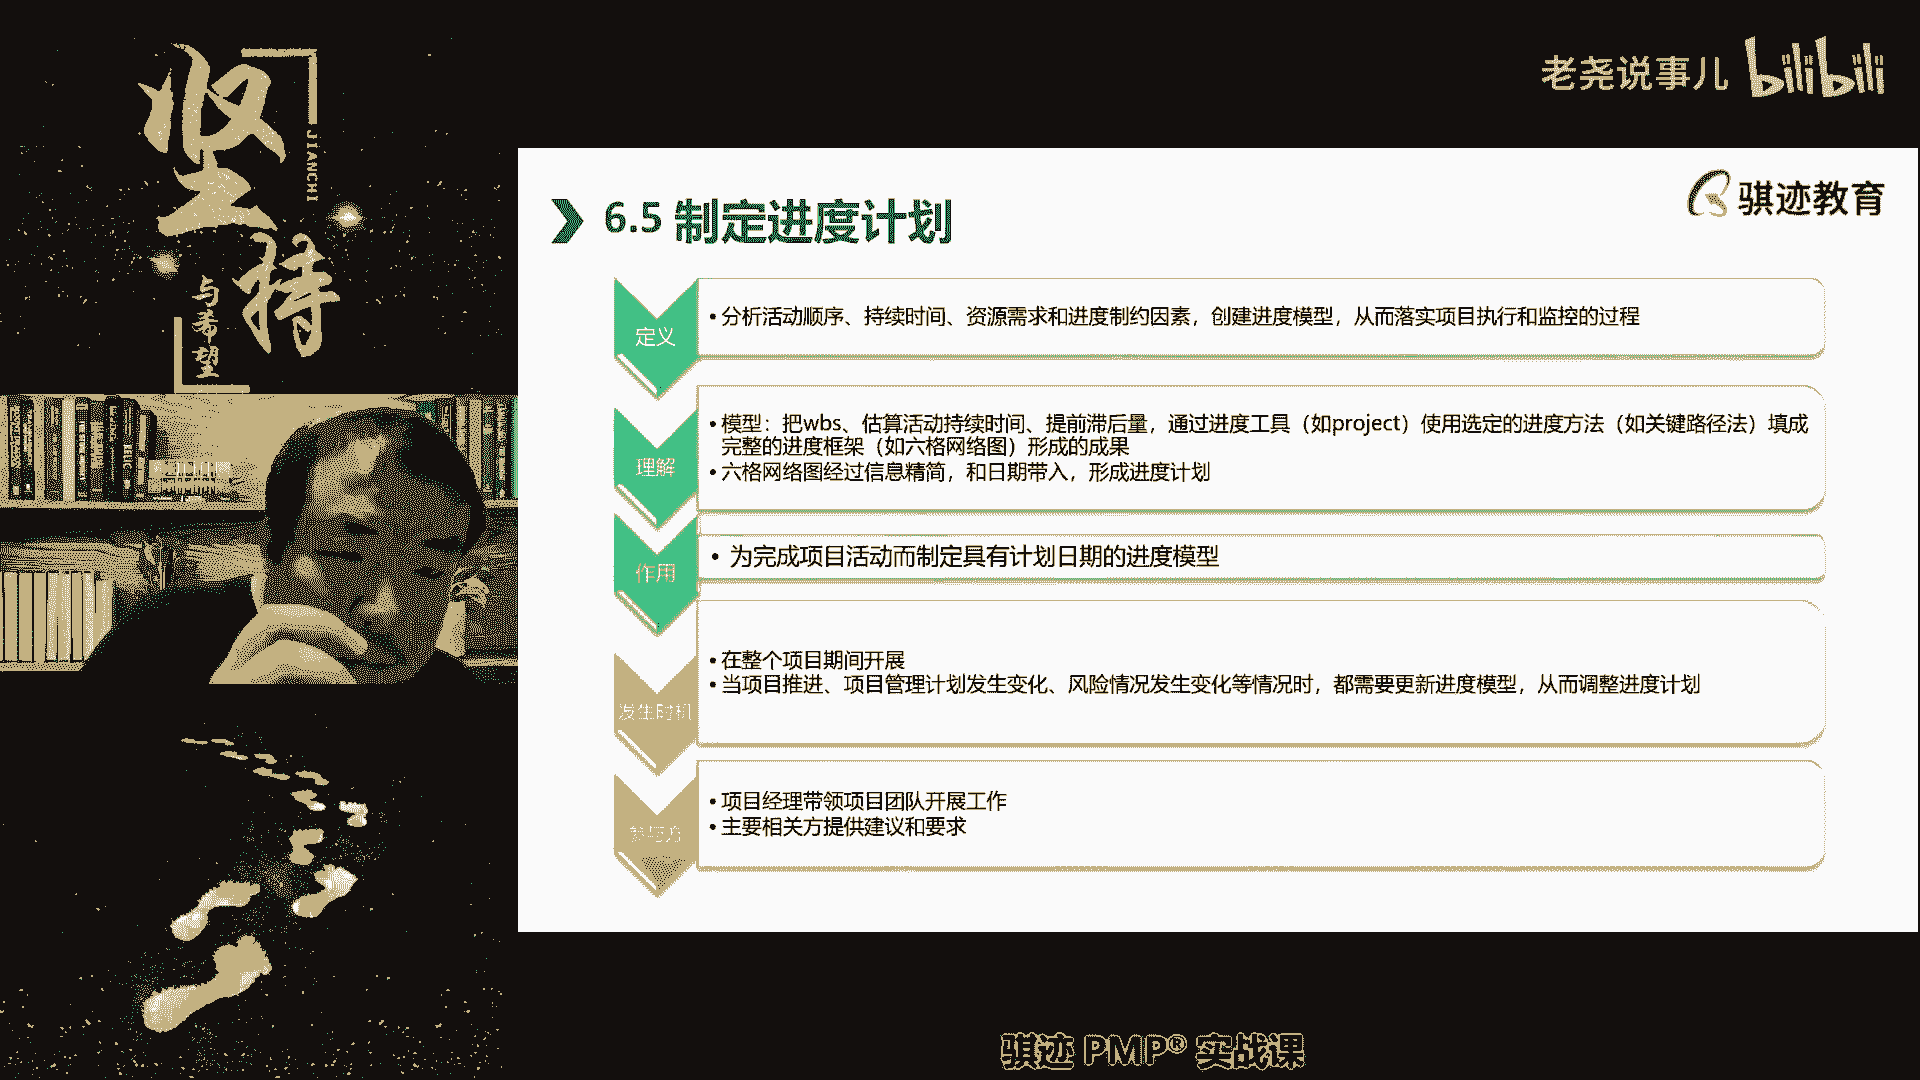 坚持
JIANCHI
与希望
老尧说事儿 bilibili
骐迹教育
6.5 制定进度计划
定义
•分析活动顺序、持续时间、资源需求和进度制约因素，创建进度模型，从而落实项目执行和监控的过程
理解
•模型：把wbs、估算活动持续时间、提前滞后量，通过进度工具（如project）使用选定的进度方法（如关键路径法）填成
完整的进度框架（如六格网络图）形成的成果
•六格网络图经过信息精简，和日期带入，形成进度计划
作用
•为完成项目活动而制定具有计划日期的进度模型
发生时机
•在整个项目期间开展
•当项目推进、项目管理计划发生变化、风险情况发生变化等情况时，都需要更新进度模型，从而调整进度计划
参与方
•项目经理带领项目团队开展工作
•主要相关方提供建议和要求
骐迹 PMP® 实战课